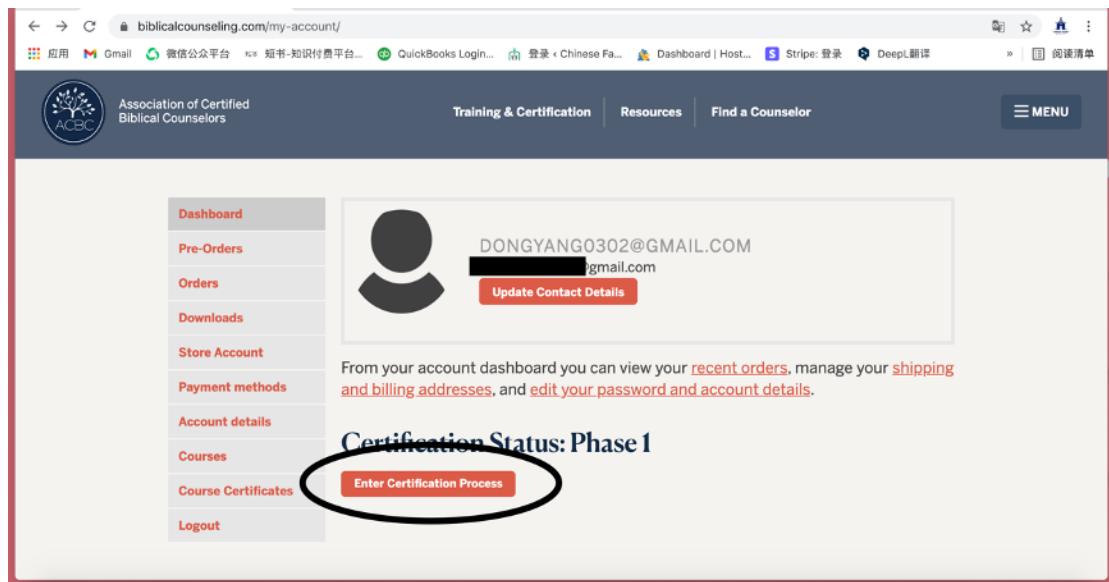 biblicalcounseling.com/my-account/
应用 Gmail 微信公众平台 短书-知识付费平台... QuickBooks Login... 登录 ‹ Chinese Fa... Dashboard | Host... Stripe: 登录 DeepL翻译 » 阅读清单
ACBC
Association of Certified
Biblical Counselors
Training & Certification Resources Find a Counselor MENU
Dashboard
Pre-Orders
Orders
Downloads
Store Account
Payment methods
Account details
Courses
Course Certificates
Logout
DONGYANG0302@GMAIL.COM
gmail.com
Update Contact Details
From your account dashboard you can view your recent orders, manage your shipping
and billing addresses, and edit your password and account details.
Certification Status: Phase 1
Enter Certification Process